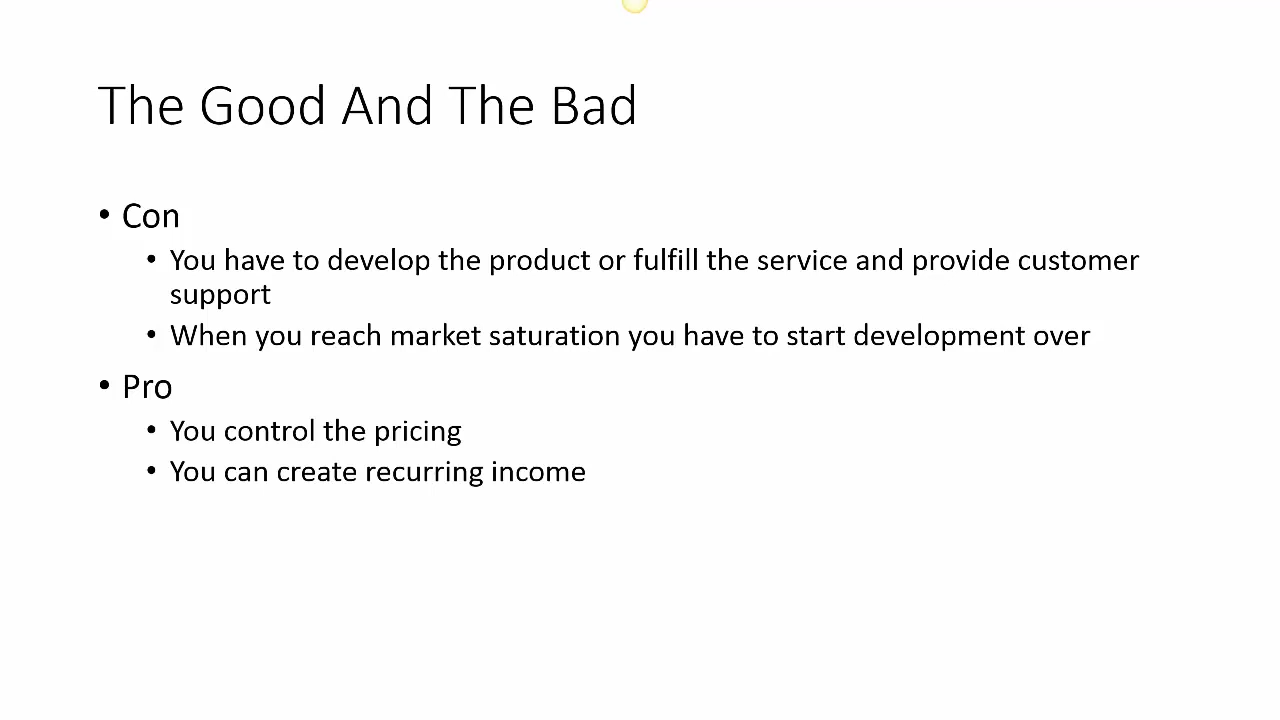 The Good And The Bad
• Con
• You have to develop the product or fulfill the service and provide customer
support
• When you reach market saturation you have to start development over
• Pro
• You control the pricing
• You can create recurring income